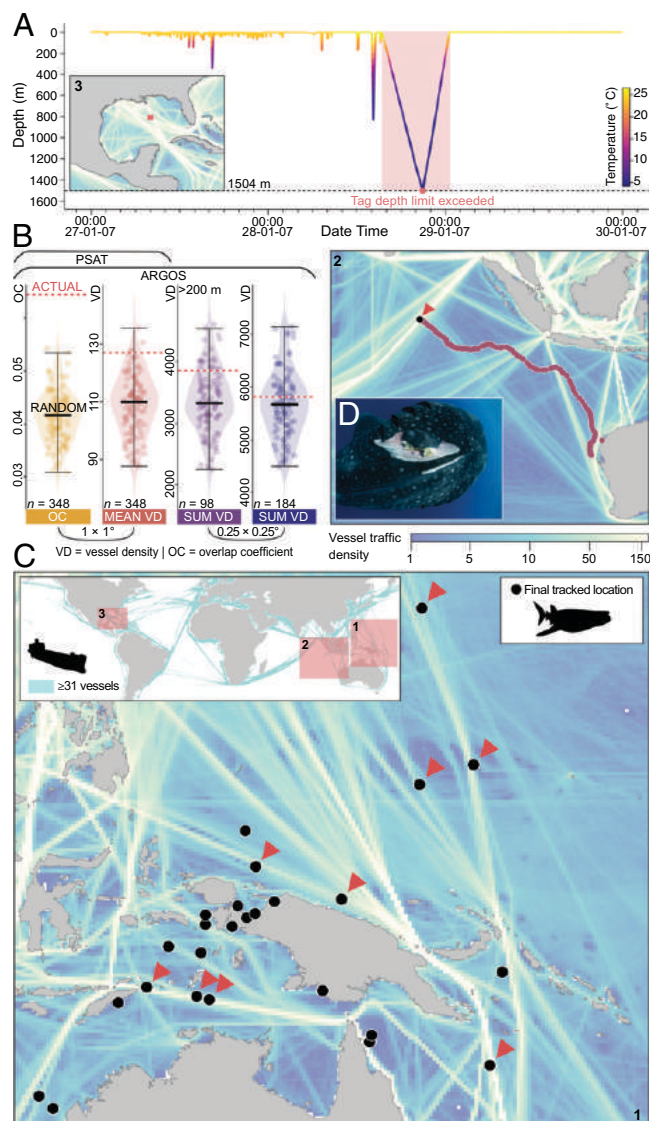 A
0
200
400
600
800
1000
1200
1400
1600
Depth (m)
3
1504 m
Tag depth limit exceeded
25
20
15
10
5
Temperature (°C)
00:00
27-01-07
00:00
28-01-07
Date Time
00:00
29-01-07
00:00
30-01-07
B
PSAT
ARGOS
OC
ACTUAL
VD
VD
>200 m
VD
0.05
0.04
0.03
RANDOM
130
110
90
4000
3000
2000
7000
6000
5000
4000
n = 348
n = 348
n = 98
n = 184
OC
MEAN VD
SUM VD
SUM VD
1 × 1°
0.25 × 0.25°
VD = vessel density | OC = overlap coefficient
2
D
Vessel traffic
density
1
5
10
50
150
C
3
1
2
≥31 vessels
Final tracked location
1